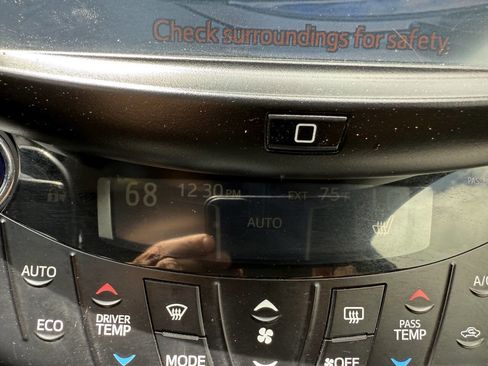 Check surroundings for safety.
68 12:30 PM EXT 75
AUTO
PAS
AUTO
A/C
ECO
DRIVER TEMP
PASS TEMP
MODE
OFF